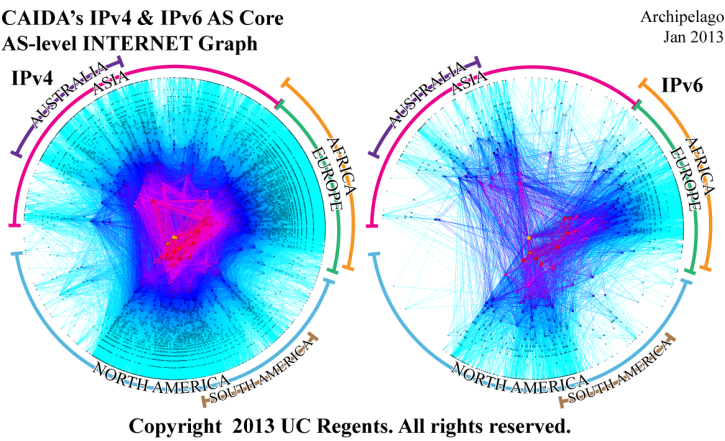 CAIDA's IPv4 & IPv6 AS Core
AS-level INTERNET Graph
Archipelago
Jan 2013
IPv4
AUSTRALIA
ASIA
AFRICA
EUROPE
NORTH AMERICA
SOUTH AMERICA
IPv6
AUSTRALIA
ASIA
AFRICA
EUROPE
NORTH AMERICA
SOUTH AMERICA
Copyright 2013 UC Regents. All rights reserved.